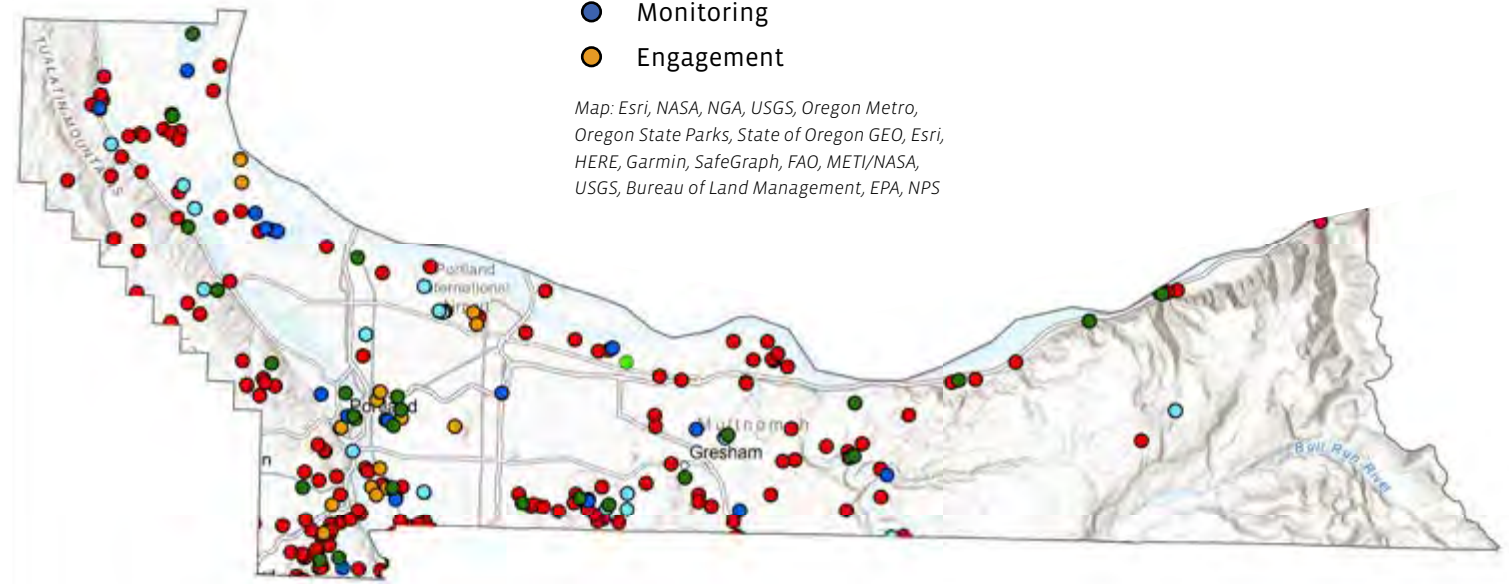 Monitoring
Engagement
Map: Esri, NASA, NGA, USGS, Oregon Metro,
Oregon State Parks, State of Oregon GEO, Esri,
HERE, Garmin, SafeGraph, FAO, METI/NASA,
USGS, Bureau of Land Management, EPA, NPS
TUALATIN MOUNTAINS
Portland
International
Airport
Portland
Multnomah
Gresham
n
Bull Run River